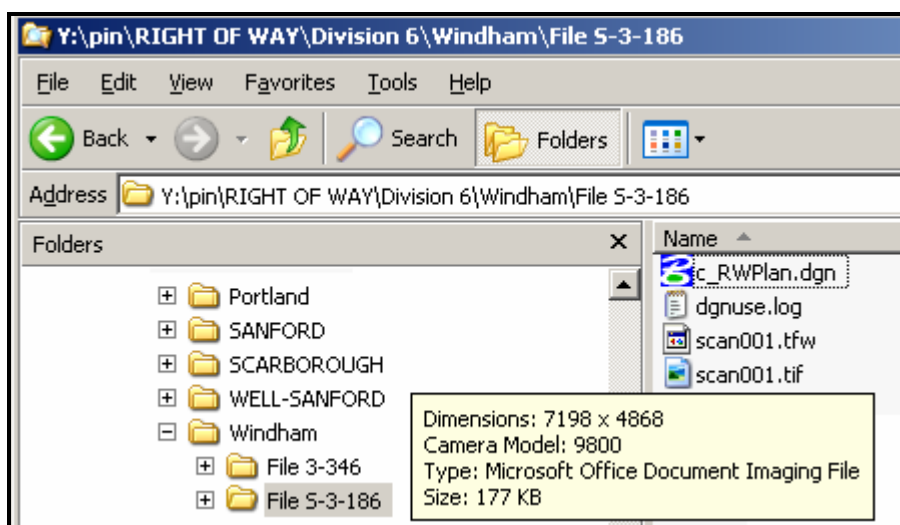 Y:\pin\RIGHT OF WAY\Division 6\Windham\File S-3-186
File Edit View Favorites Tools Help
Back Search Folders
Address Y:\pin\RIGHT OF WAY\Division 6\Windham\File S-3-186
Folders
Name
Portland
SANFORD
SCARBOROUGH
WELL-SANFORD
Windham
File 3-346
File S-3-186
c_RWPlan.dgn
dgnuse.log
scan001.tfw
scan001.tif
Dimensions: 7198 x 4868
Camera Model: 9800
Type: Microsoft Office Document Imaging File
Size: 177 KB